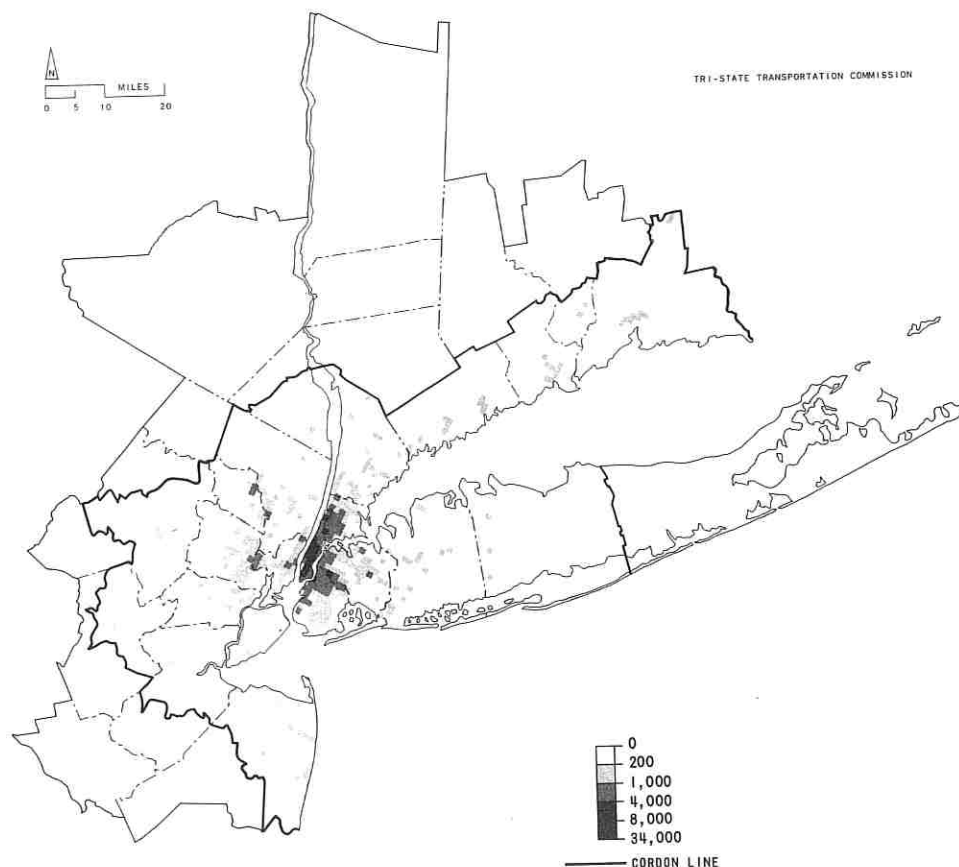 N
MILES
0 5 10 20
TRI-STATE TRANSPORTATION COMMISSION
0
200
1,000
4,000
8,000
34,000
CORDON LINE